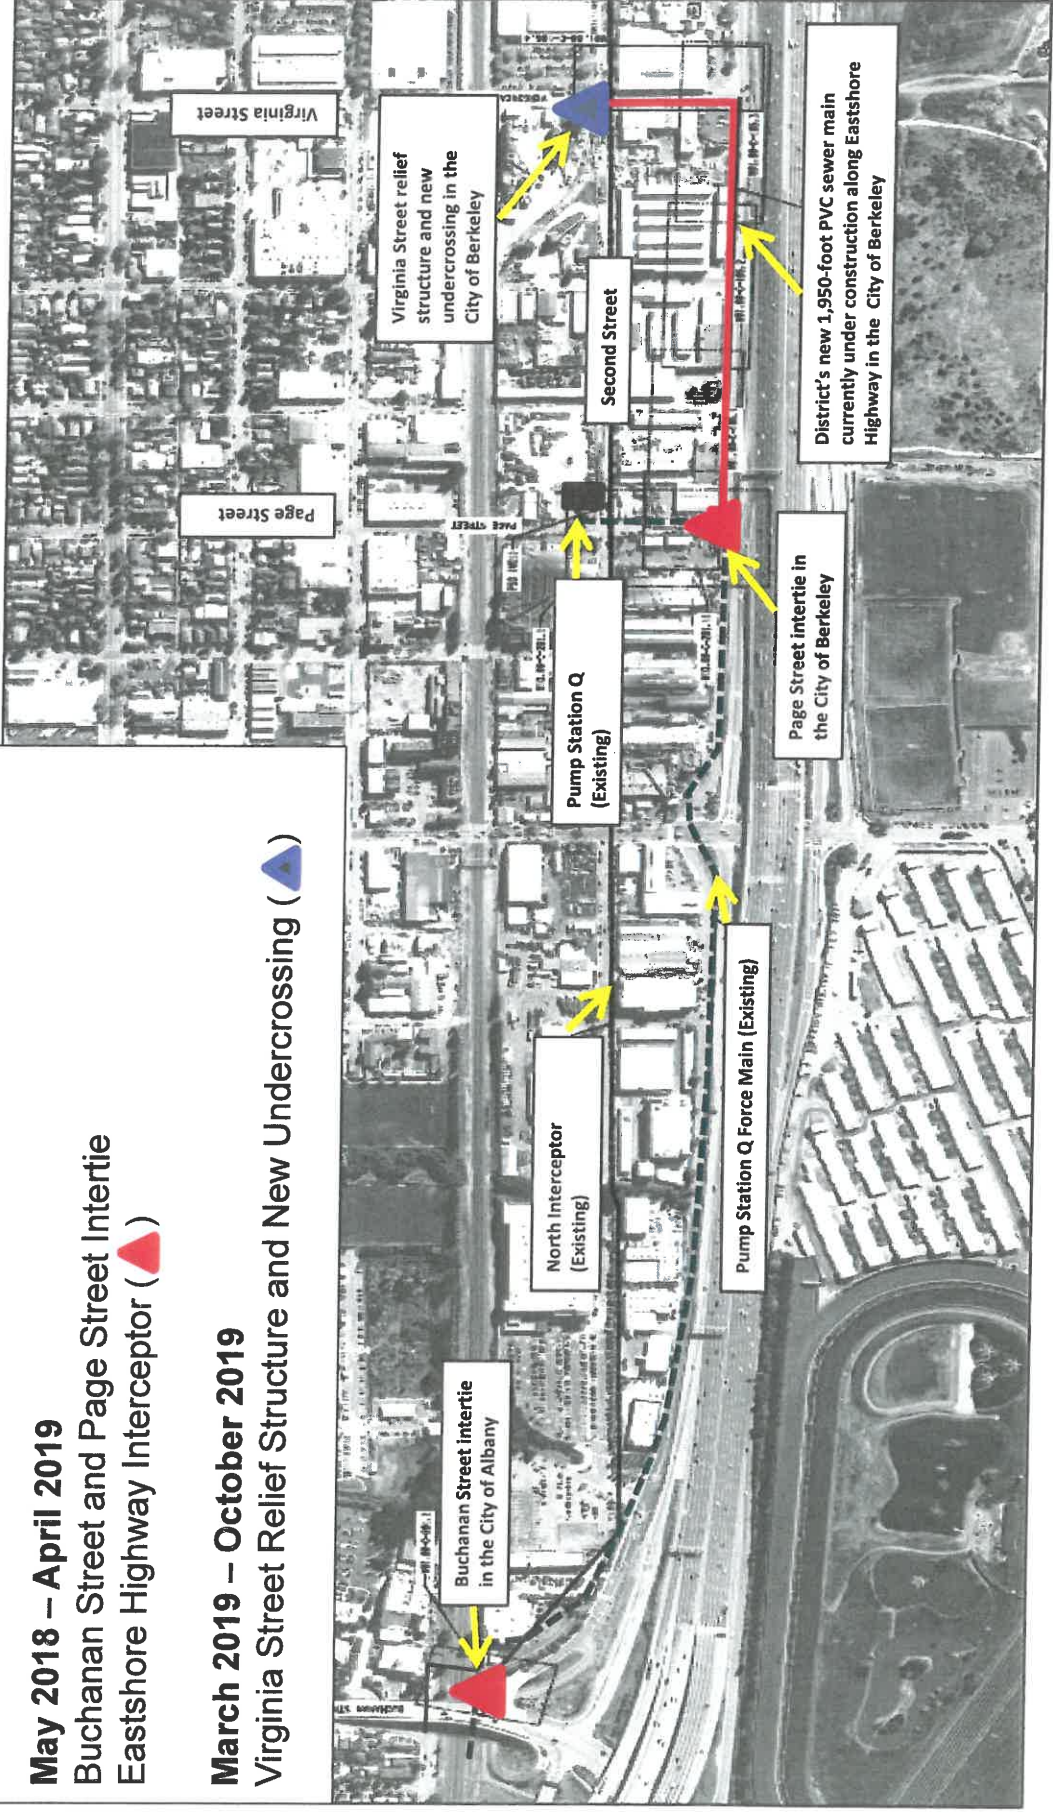 May 2018 – April 2019
Buchanan Street and Page Street Intertie
Eastshore Highway Interceptor ( )
March 2019 – October 2019
Virginia Street Relief Structure and New Undercrossing ( )
Buchanan Street intertie
in the City of Albany
North Interceptor
(Existing)
Pump Station Q Force Main (Existing)
Pump Station Q
(Existing)
Page Street intertie in
the City of Berkeley
Page Street
PAGE STREET
Second Street
Virginia Street relief
structure and new
undercrossing in the
City of Berkeley
Virginia Street
District's new 1,950-foot PVC sewer main
currently under construction along Eastshore
Highway in the City of Berkeley